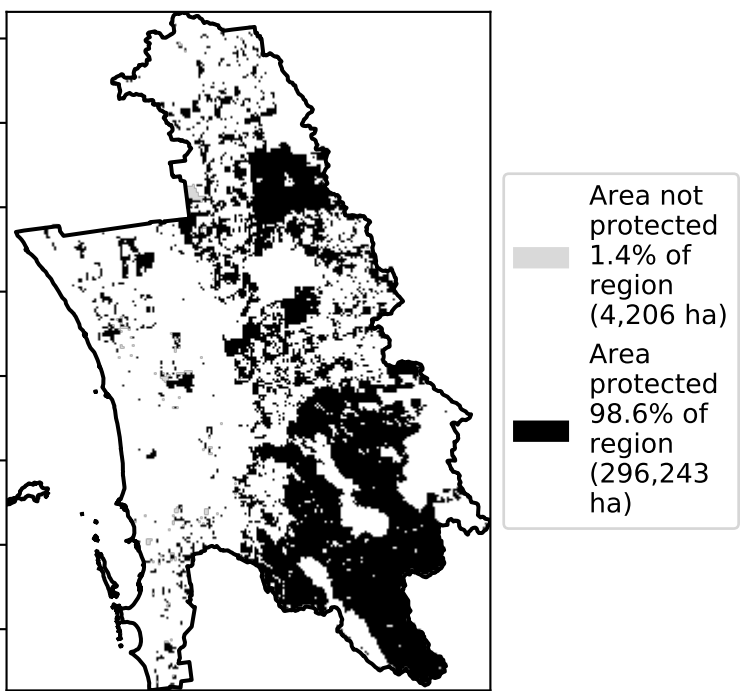 Area not
protected
1.4% of
region
(4,206 ha)
Area
protected
98.6% of
region
(296,243
ha)